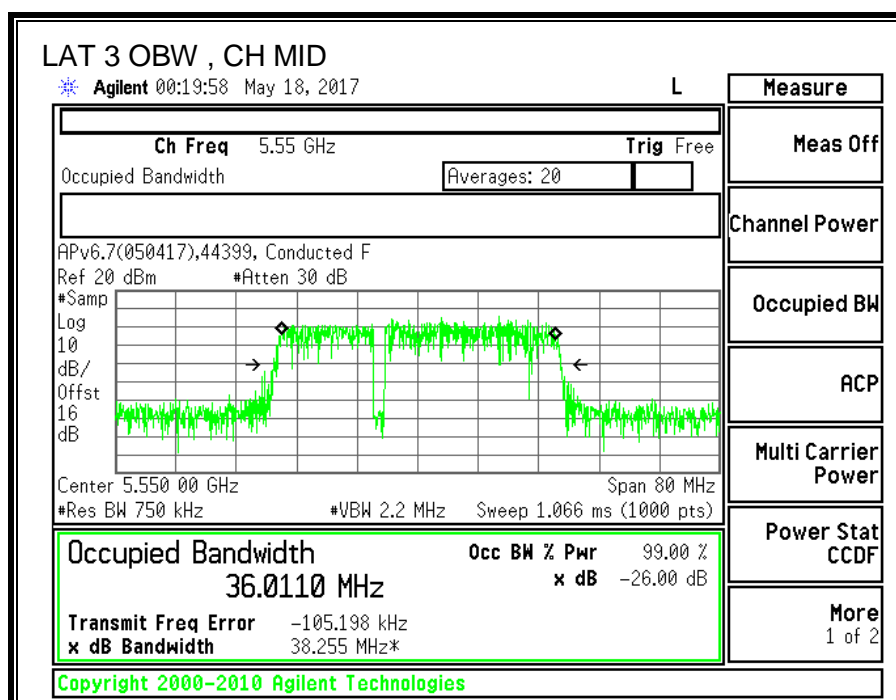 LAT 3 OBW , CH MID
Agilent 00:19:58 May 18, 2017 L
Measure
Ch Freq 5.55 GHz Trig Free
Meas Off
Occupied Bandwidth Averages: 20
Channel Power
APv6.7(050417),44399, Conducted F
Ref 20 dBm #Atten 30 dB
#Samp
Log
10
dB/
Offst
16
dB
Occupied BW
ACP
Multi Carrier
Power
Center 5.550 00 GHz Span 80 MHz
#Res BW 750 kHz #VBW 2.2 MHz Sweep 1.066 ms (1000 pts)
Power Stat
CCDF
Occupied Bandwidth Occ BW % Pwr 99.00 %
36.0110 MHz x dB -26.00 dB
Transmit Freq Error -105.198 kHz
x dB Bandwidth 38.255 MHz*
More
1 of 2
Copyright 2000-2010 Agilent Technologies